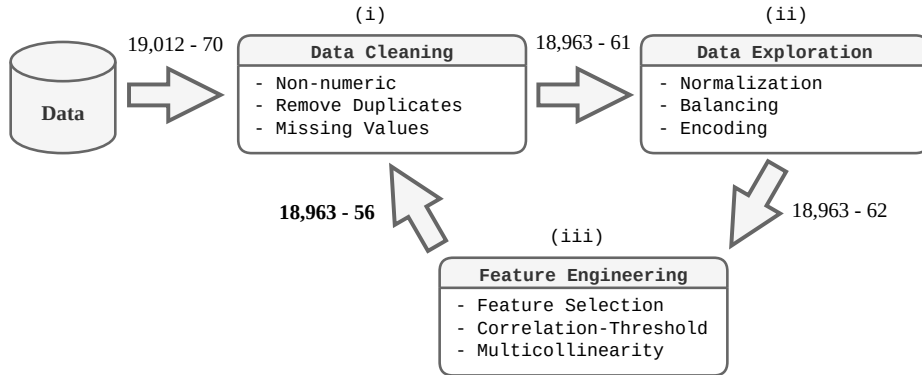 (i)
(ii)
19,012 - 70
Data Cleaning
18,963 - 61
Data Exploration
Data
- Non-numeric
- Remove Duplicates
- Missing Values
- Normalization
- Balancing
- Encoding
18,963 - 56
18,963 - 62
(iii)
Feature Engineering
- Feature Selection
- Correlation-Threshold
- Multicollinearity